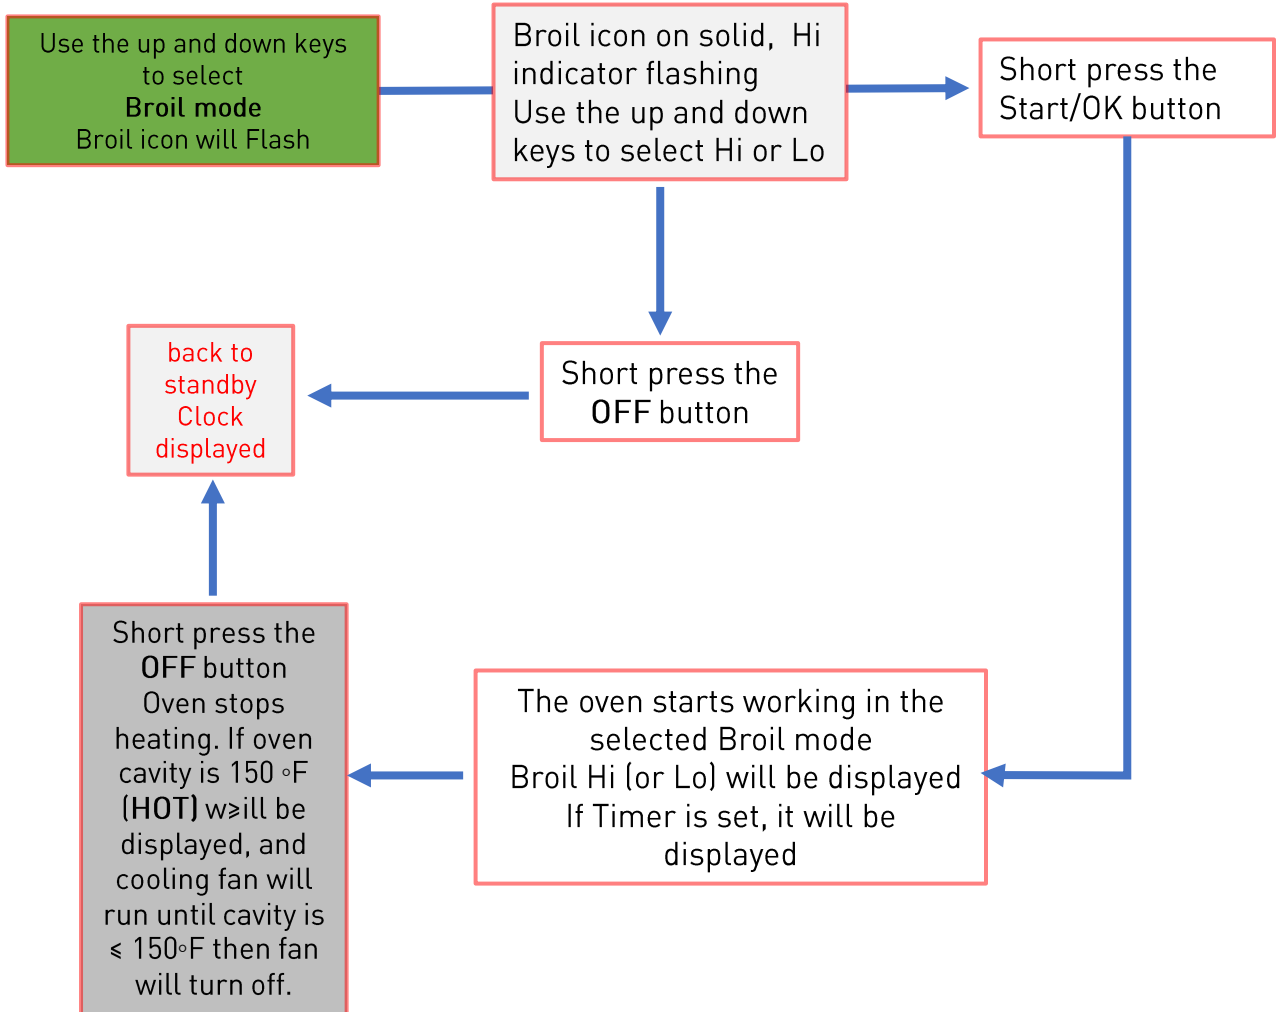 Use the up and down keys
to select
Broil mode
Broil icon will Flash
Broil icon on solid, Hi
indicator flashing
Use the up and down
keys to select Hi or Lo
Short press the
Start/OK button
back to
standby
Clock
displayed
Short press the
OFF button
Short press the
OFF button
Oven stops
heating. If oven
cavity is 150 °F
(HOT) w≥ill be
displayed, and
cooling fan will
run until cavity is
≤ 150°F then fan
will turn off.
The oven starts working in the
selected Broil mode
Broil Hi (or Lo) will be displayed
If Timer is set, it will be
displayed